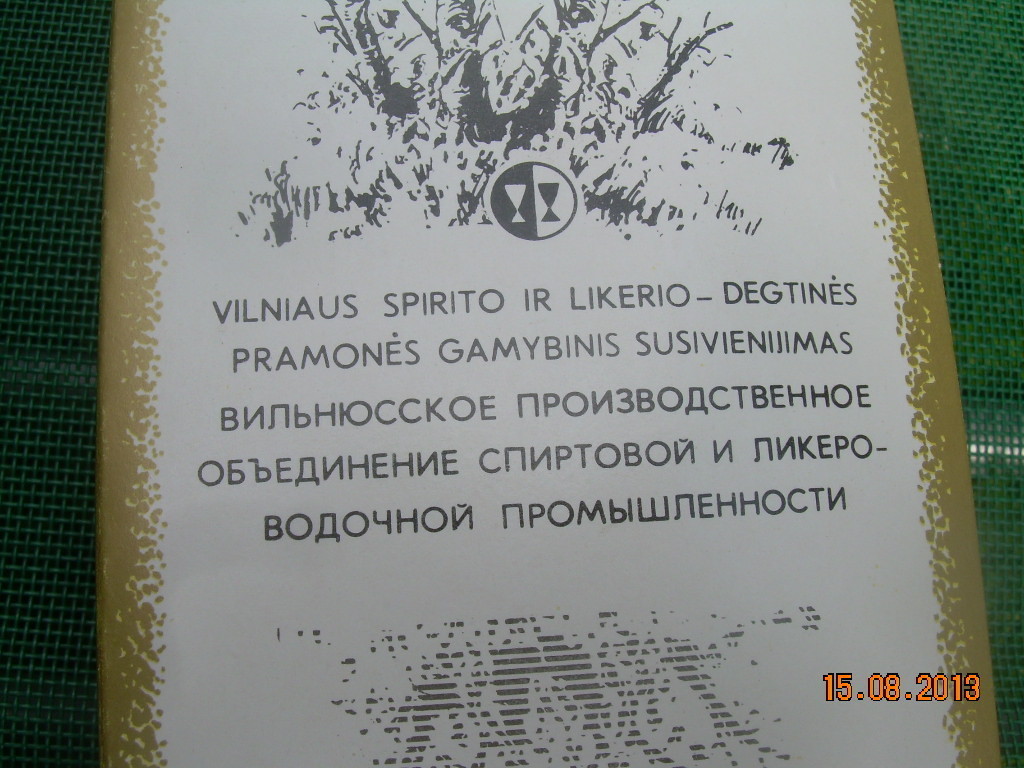 VILNIAUS SPIRITO IR LIKERIO – DEGTINĖS
PRAMONĖS GAMYBINIS SUSIVIENIJIMAS
ВИЛЬНЮССКОЕ ПРОИЗВОДСТВЕННОЕ
ОБЪЕДИНЕНИЕ СПИРТОВОЙ И ЛИКЕРО-
ВОДОЧНОЙ ПРОМЫШЛЕННОСТИ
15.08.2013